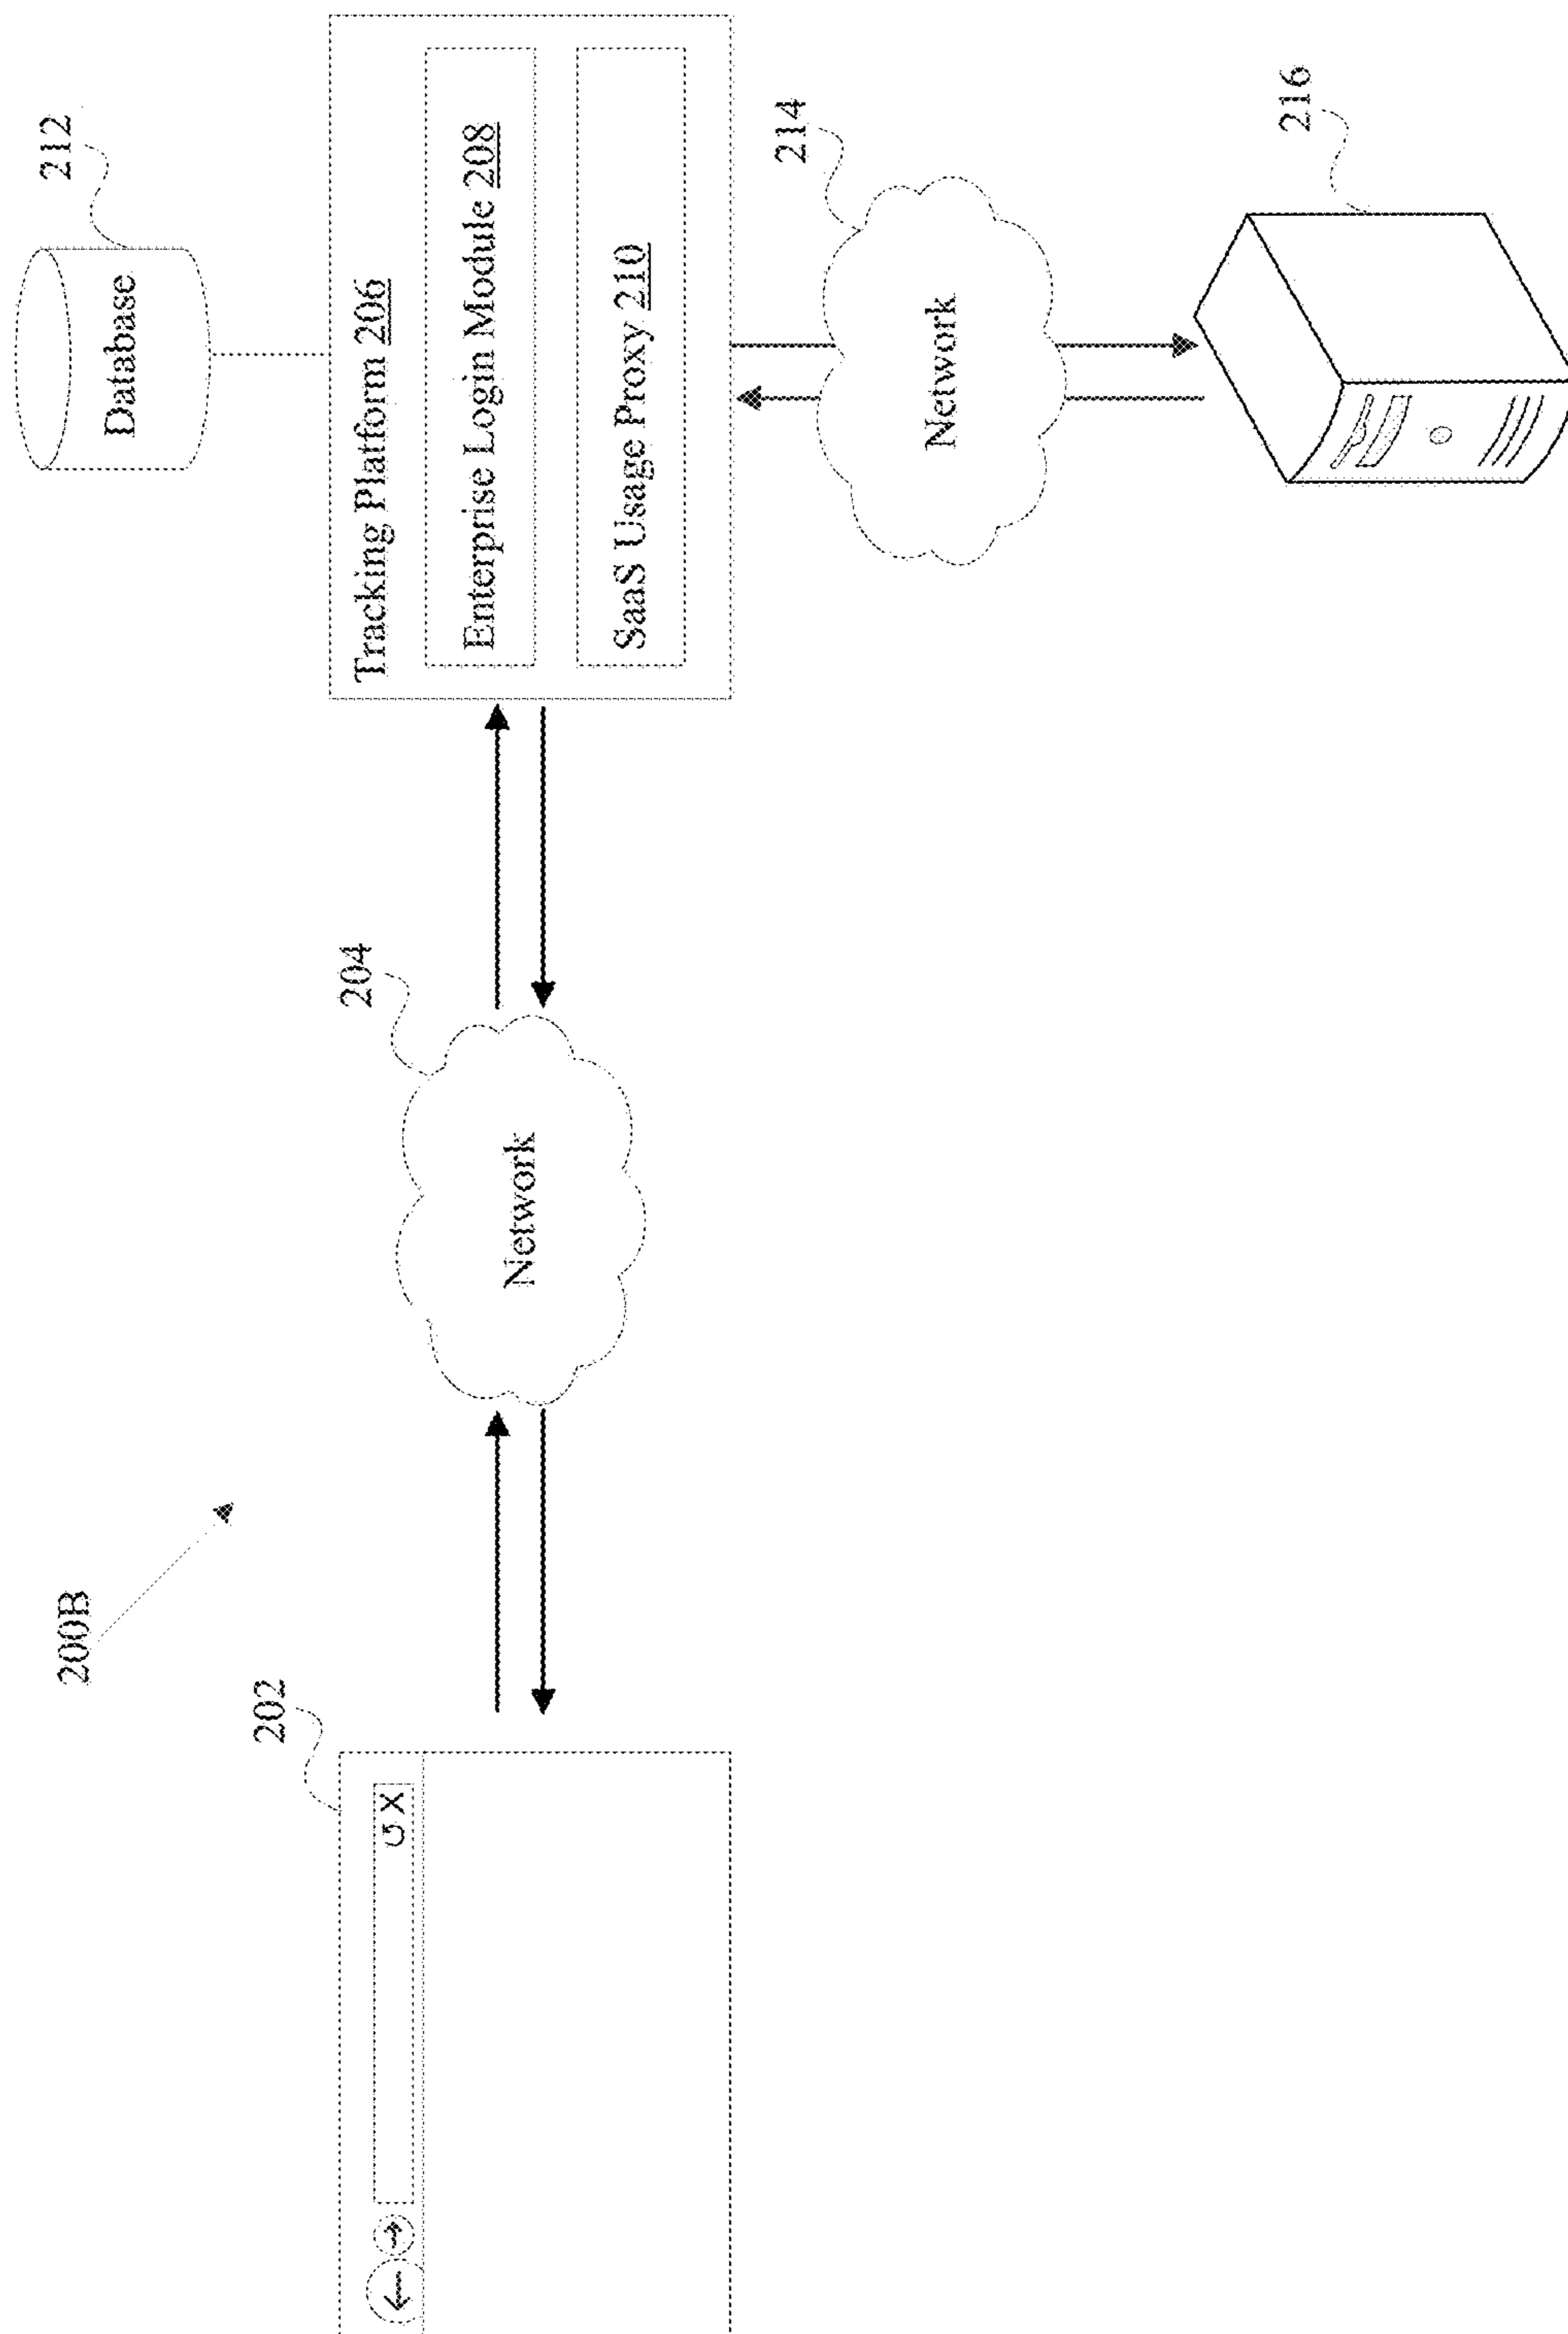 200B
202
204
Network
Tracking Platform 206
Enterprise Login Module 208
SaaS Usage Proxy 210
212
Database
214
Network
216